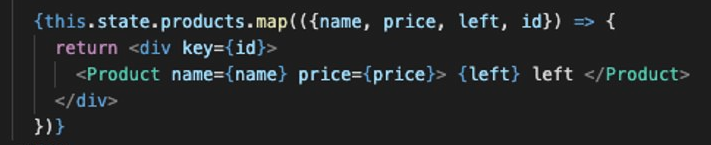 {this.state.products.map(({name, price, left, id}) => {
return <div key={id}>
<Product name={name} price={price}> {left} left </Product>
</div>
})}